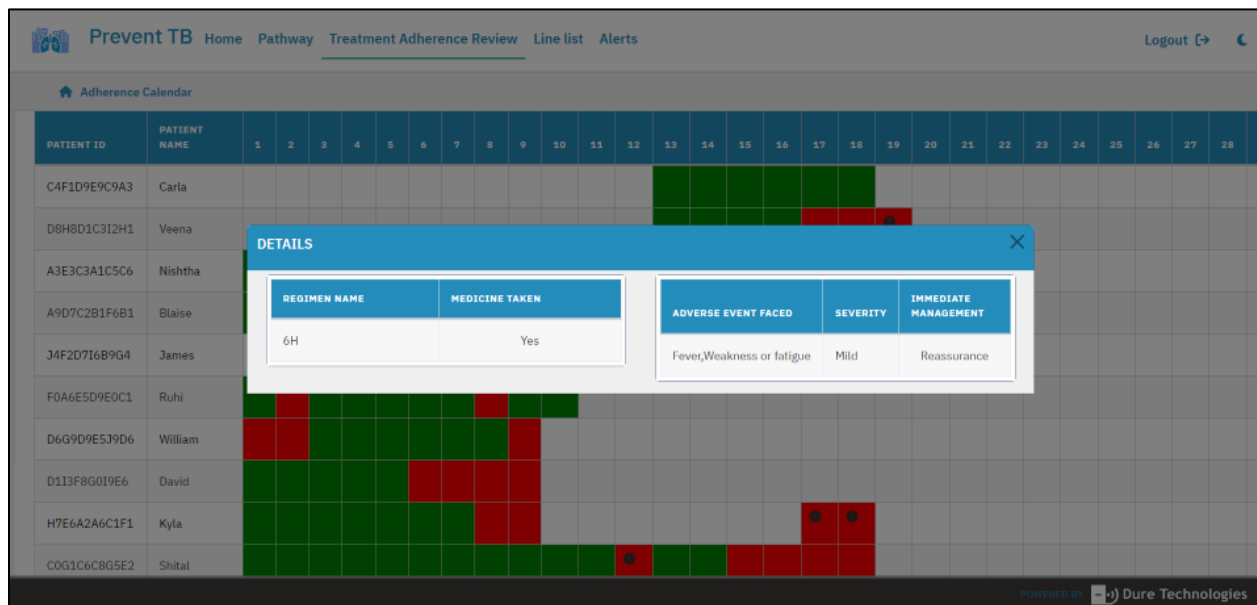 Prevent TB Home Pathway Treatment Adherence Review Line list Alerts Logout
Adherence Calendar
PATIENT ID PATIENT NAME 1 2 3 4 5 6 7 8 9 10 11 12 13 14 15 16 17 18 19 20 21 22 23 24 25 26 27 28
C4F1D9E9C9A3 Carla
D8H8D1C3I2H1 Veena
A3E3C3A1C5C6 Nishtha
A9D7C2B1F6B1 Blaise
J4F2D7I6B9G4 James
F0A6E5D9E0C1 Ruhi
D6G9D9E5J9D6 William
D1I3F8G0I9E6 David
H7E6A2A6C1F1 Kyla
C0G1C6C8G5E2 Shital
DETAILS
REGIMEN NAME MEDICINE TAKEN
6H Yes
ADVERSE EVENT FACED SEVERITY IMMEDIATE MANAGEMENT
Fever,Weakness or fatigue Mild Reassurance
POWERED BY Dure Technologies